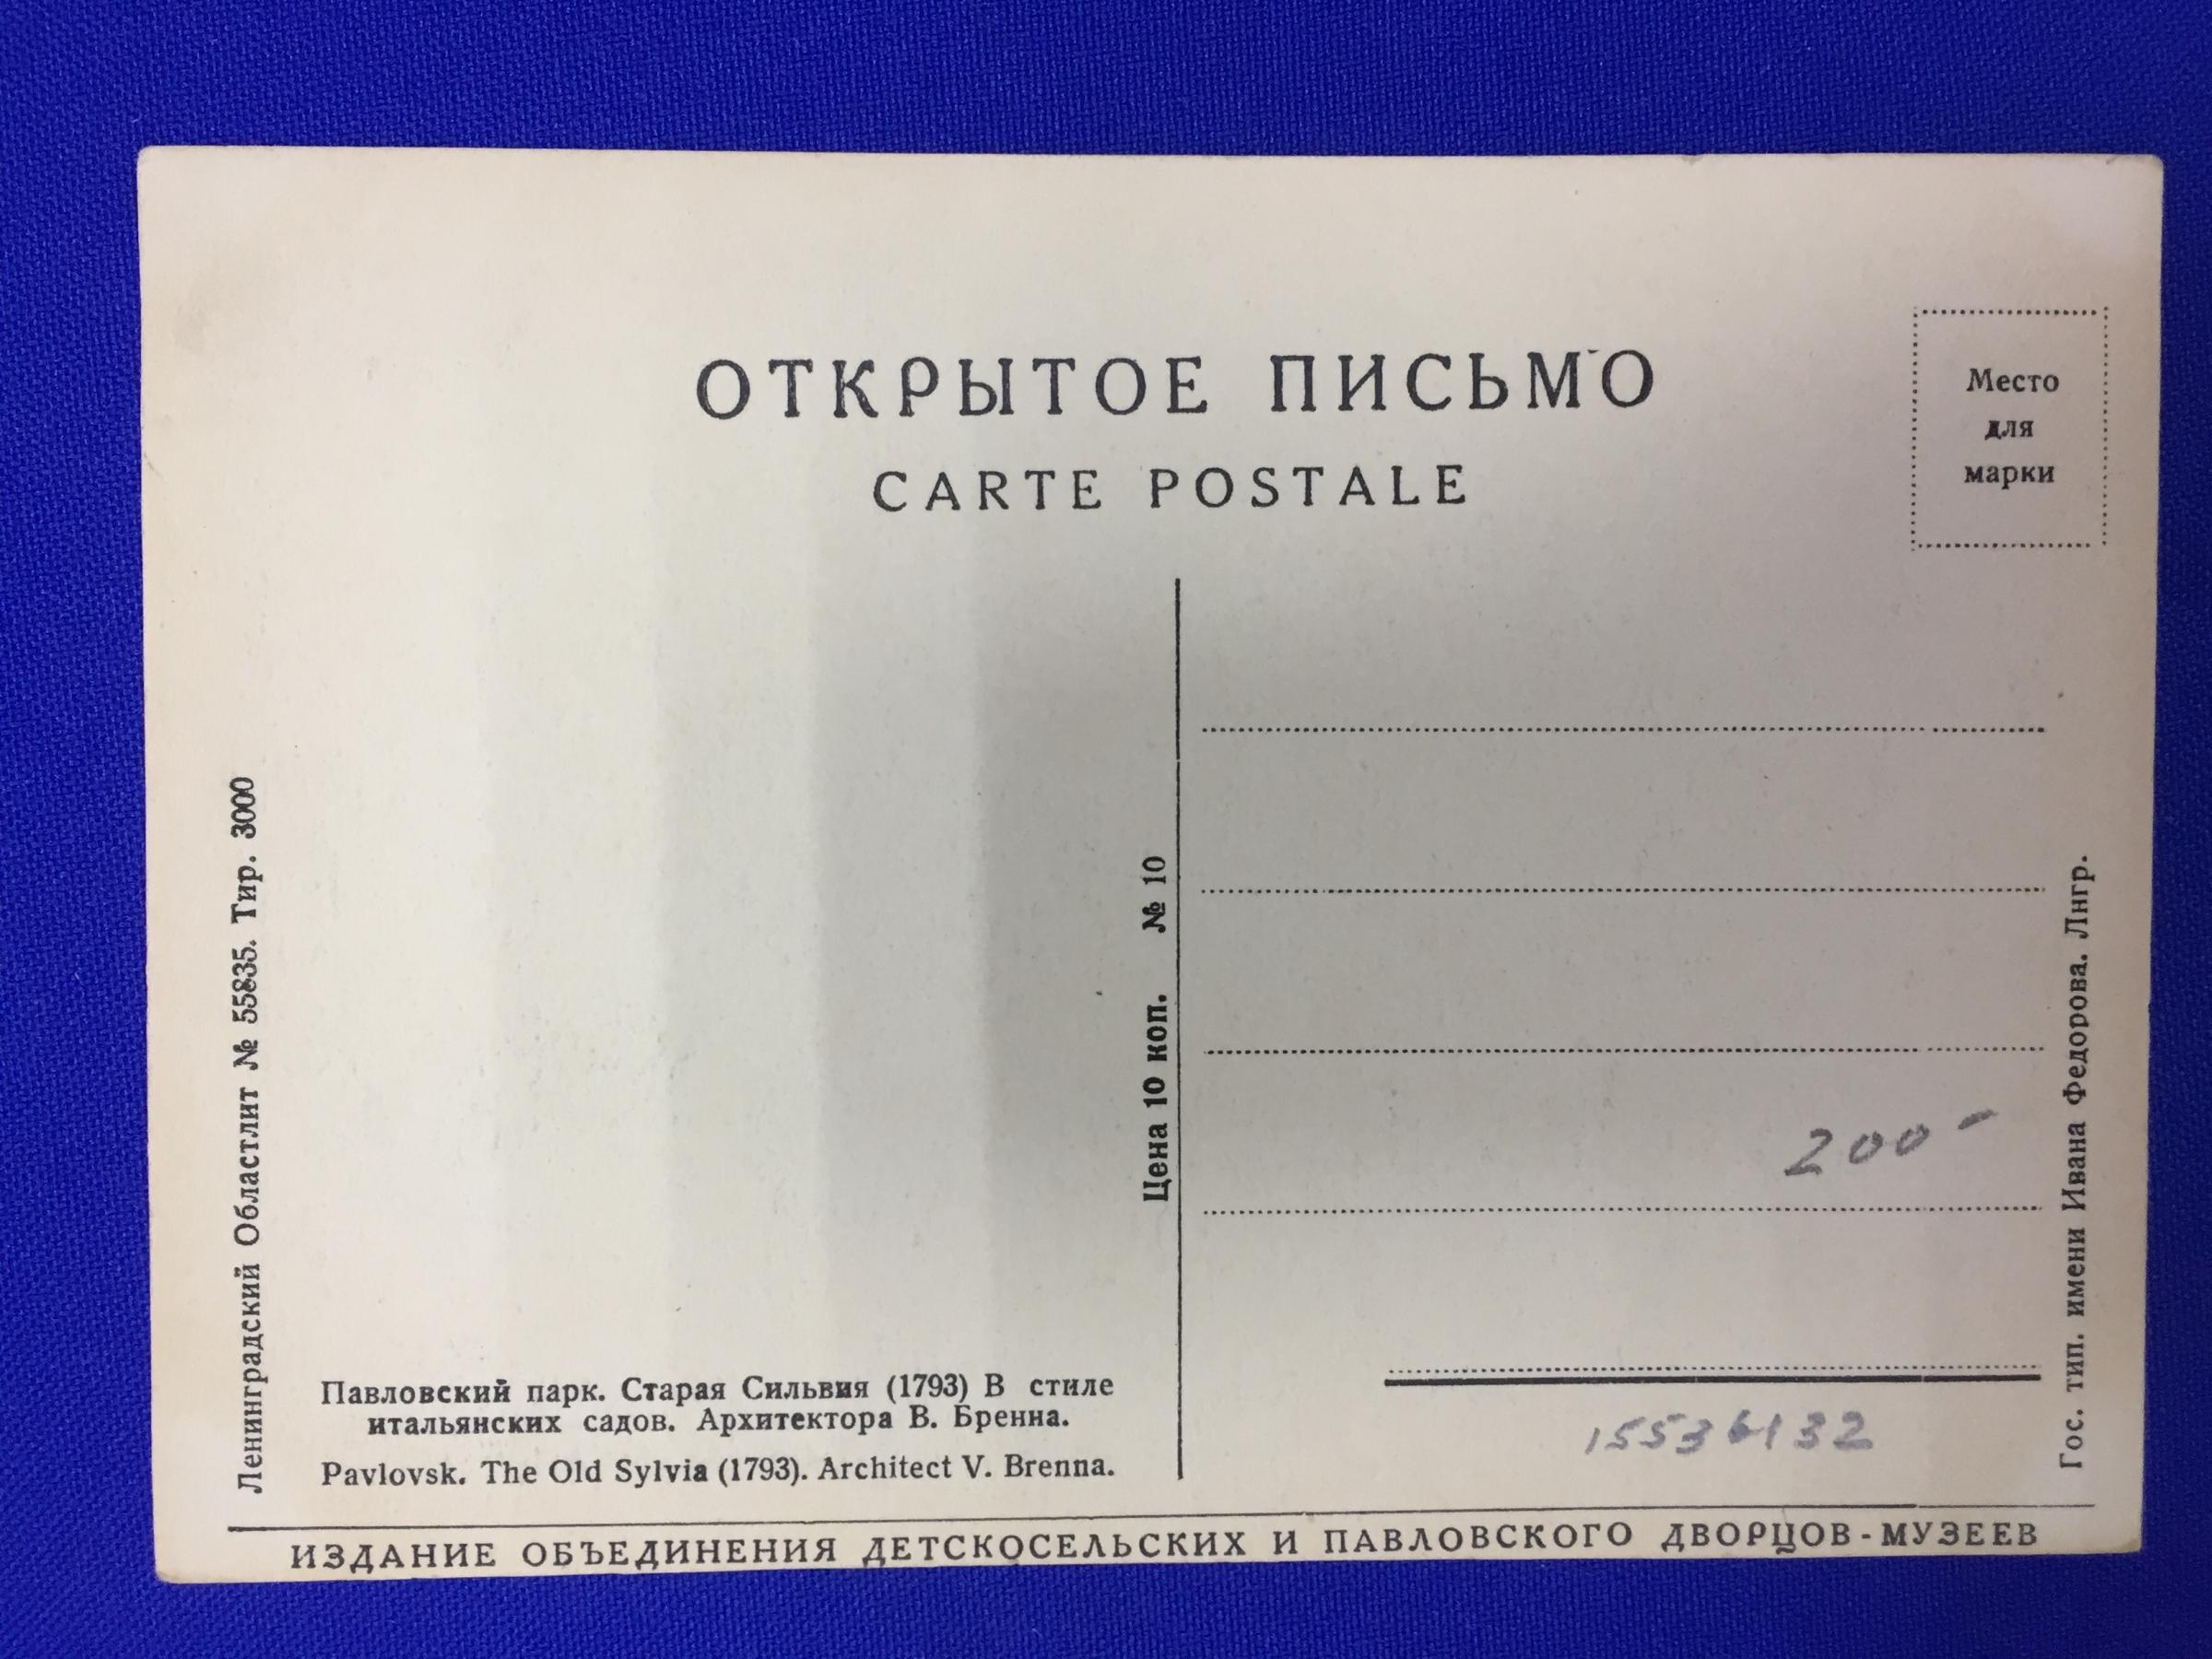 ОТКРЫТОЕ ПИСЬМО
CARTE POSTALE
Место
для
марки
Ленинградский Областлит № 55835. Тир. 3000
Цена 10 коп. № 10
200-
Гос. тип. имени Ивана Федорова. Лнгр.
Павловский парк. Старая Сильвия (1793) В стиле
итальянских садов. Архитектора В. Бренна.
Pavlovsk. The Old Sylvia (1793). Architect V. Brenna.
15536132
ИЗДАНИЕ ОБЪЕДИНЕНИЯ ДЕТСКОСЕЛЬСКИХ И ПАВЛОВСКОГО ДВОРЦОВ-МУЗЕЕВ